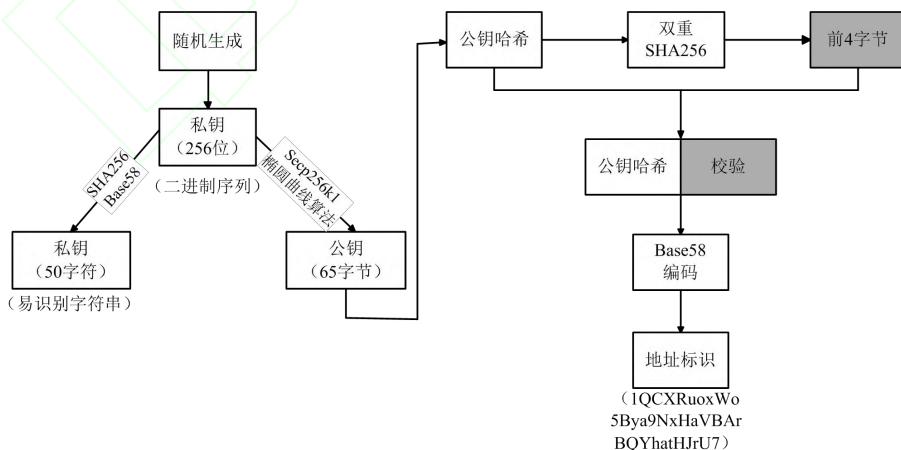 随机生成
私钥
（256位）
（二进制序列）
SHA256
Base58
Secp256k1
椭圆曲线算法
私钥
（50字符）
（易识别字符串）
公钥
（65字节）
公钥哈希
双重
SHA256
前4字节
公钥哈希
校验
Base58
编码
地址标识
（1QCXRuoxWo
5Bya9NxHaVBAr
BQYhatHJrU7）